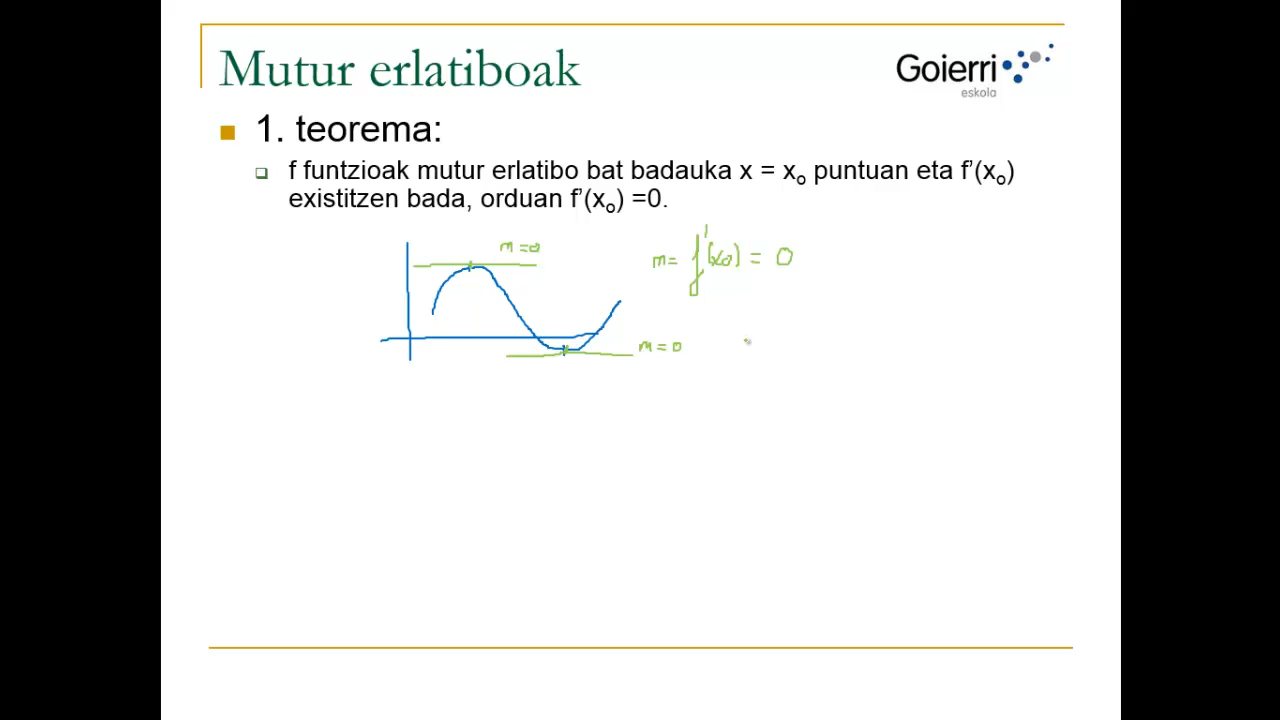 Mutur erlatiboak
Goierri
eskola
1. teorema:
f funtzioak mutur erlatibo bat badauka x = xo puntuan eta f'(xo)
existitzen bada, orduan f'(xo) =0.
m=0
m= f'(x0) = 0
m=0